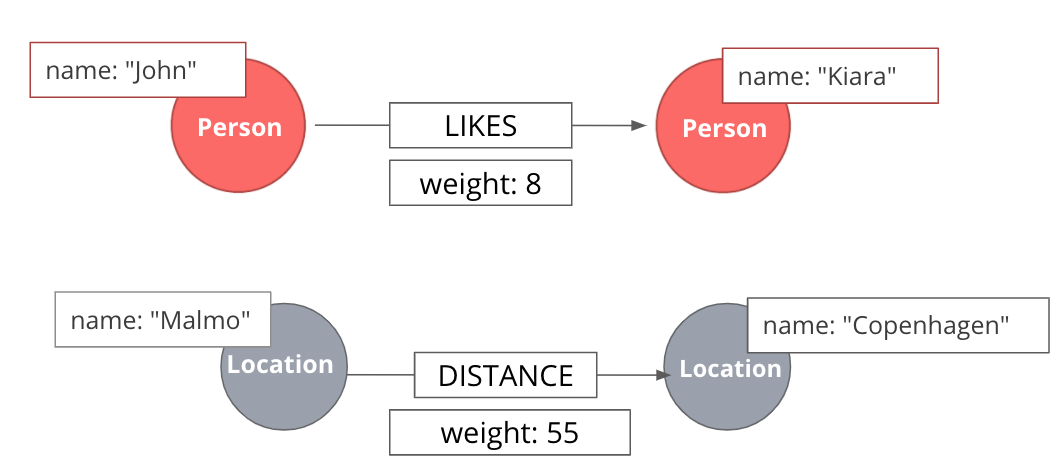 name: "John"
Person
LIKES
weight: 8
name: "Kiara"
Person
name: "Malmo"
Location
DISTANCE
weight: 55
name: "Copenhagen"
Location